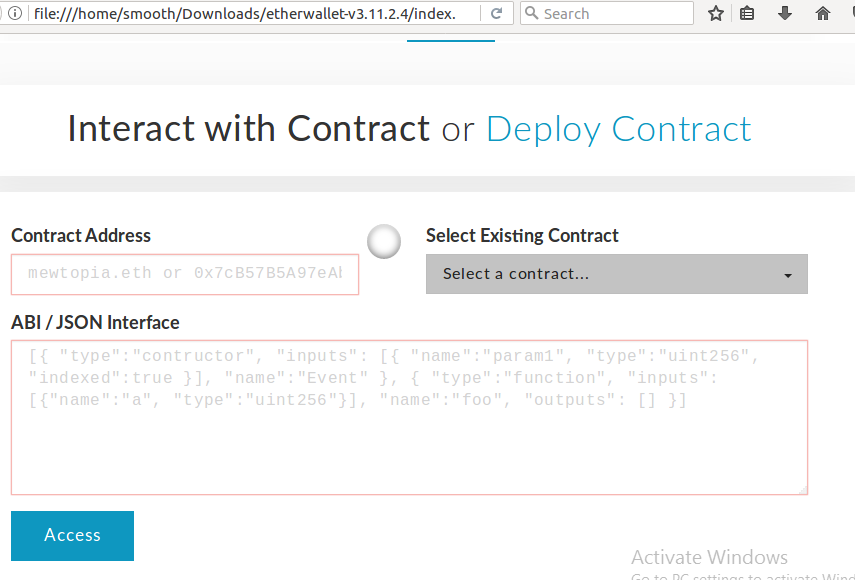 file:///home/smooth/Downloads/etherwallet-v3.11.2.4/index.
Search
Interact with Contract or Deploy Contract
Contract Address
Select Existing Contract
mewtopia.eth or 0x7cB57B5A97eAb
Select a contract...
ABI / JSON Interface
[{ "type":"contructor", "inputs": [{ "name":"param1", "type":"uint256",
"indexed":true }], "name":"Event" }, { "type":"function", "inputs":
[{"name":"a", "type":"uint256"}], "name":"foo", "outputs": [] }]
Access
Activate Windows
Go to PC settings to activate Wind